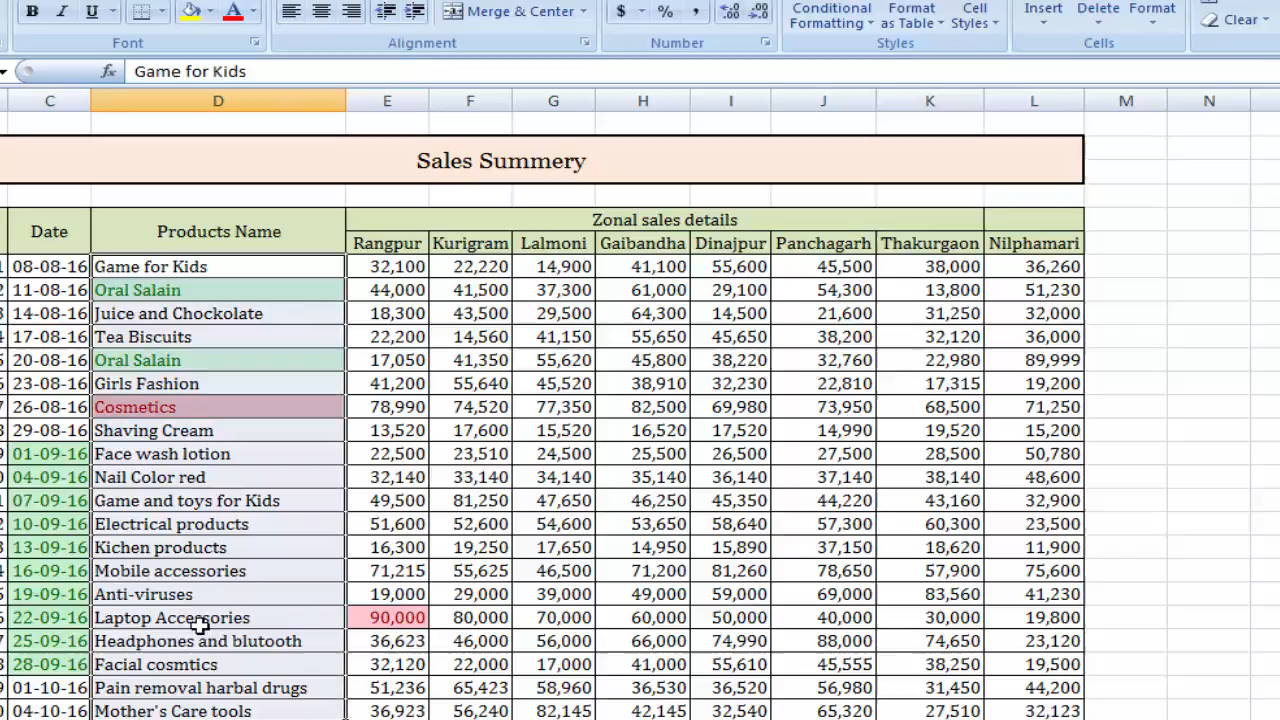 B I U A Merge & Center $ % , Conditional Formatting Format as Table Cell Styles Insert Delete Format Clear
Font Alignment Number Styles Cells
fx Game for Kids
C D E F G H I J K L M N
Sales Summery
Date Products Name Zonal sales details
Rangpur Kurigram Lalmoni Gaibandha Dinajpur Panchagarh Thakurgaon Nilphamari
08-08-16 Game for Kids 32,100 22,220 14,900 41,100 55,600 45,500 38,000 36,260
11-08-16 Oral Salain 44,000 41,500 37,300 61,000 29,100 54,300 13,800 51,230
14-08-16 Juice and Chockolate 18,300 43,500 29,500 64,300 14,500 21,600 31,250 32,000
17-08-16 Tea Biscuits 22,200 14,560 41,150 55,650 45,650 38,200 32,120 36,000
20-08-16 Oral Salain 17,050 41,350 55,620 45,800 38,220 32,760 22,980 89,999
23-08-16 Girls Fashion 41,200 55,640 45,520 38,910 32,230 22,810 17,315 19,200
26-08-16 Cosmetics 78,990 74,520 77,350 82,500 69,980 73,950 68,500 71,250
29-08-16 Shaving Cream 13,520 17,600 15,520 16,520 17,520 14,990 19,520 15,200
01-09-16 Face wash lotion 22,500 23,510 24,500 25,500 26,500 27,500 28,500 50,780
04-09-16 Nail Color red 32,140 33,140 34,140 35,140 36,140 37,140 38,140 48,600
07-09-16 Game and toys for Kids 49,500 81,250 47,650 46,250 45,350 44,220 43,160 32,900
10-09-16 Electrical products 51,600 52,600 54,600 53,650 58,640 57,300 60,300 23,500
13-09-16 Kichen products 16,300 19,250 17,650 14,950 15,890 37,150 18,620 11,900
16-09-16 Mobile accessories 71,215 55,625 46,500 71,200 81,260 78,650 57,900 75,600
19-09-16 Anti-viruses 19,000 29,000 39,000 49,000 59,000 69,000 83,560 41,230
22-09-16 Laptop Accessories 90,000 80,000 70,000 60,000 50,000 40,000 30,000 19,800
25-09-16 Headphones and blutooth 36,623 46,000 56,000 66,000 74,990 88,000 74,650 23,120
28-09-16 Facial cosmtics 32,120 22,000 17,000 41,000 55,610 45,555 38,250 19,500
01-10-16 Pain removal harbal drugs 51,236 65,423 58,960 36,530 36,520 56,980 31,450 44,200
04-10-16 Mother's Care tools 36,923 56,240 82,145 42,145 32,540 65,320 27,510 32,123